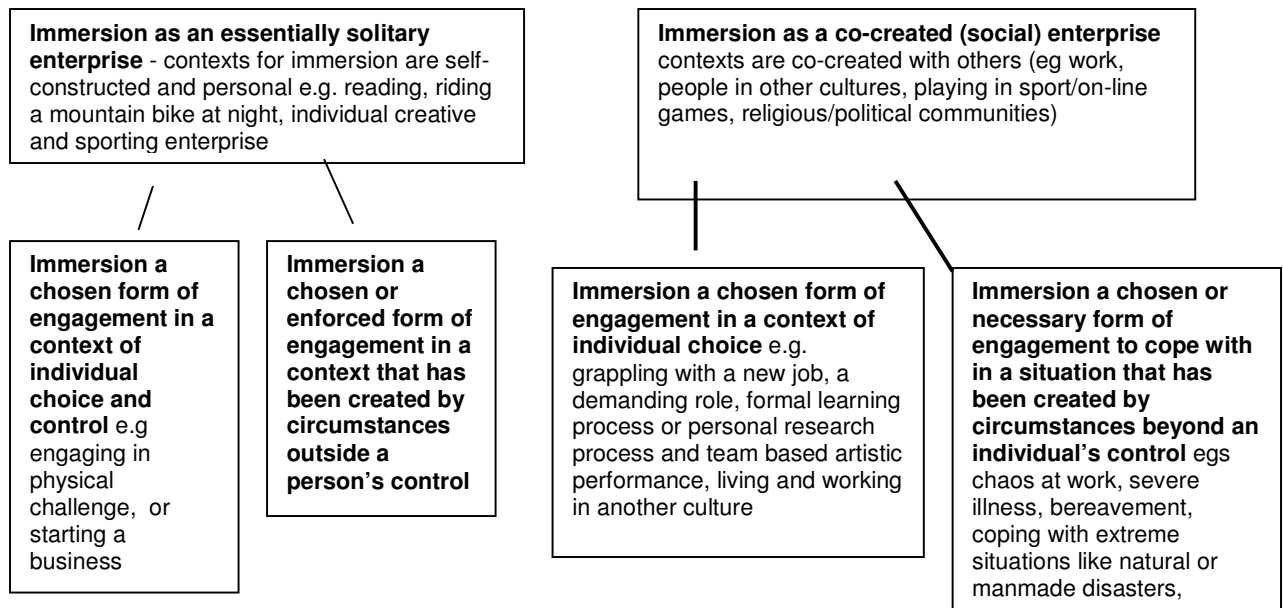 Immersion as an essentially solitary
enterprise - contexts for immersion are self-
constructed and personal e.g. reading, riding
a mountain bike at night, individual creative
and sporting enterprise
Immersion as a co-created (social) enterprise
contexts are co-created with others (eg work,
people in other cultures, playing in sport/on-line
games, religious/political communities)
Immersion a
chosen form of
engagement in a
context of
individual
choice and
control e.g
engaging in
physical
challenge, or
starting a
business
Immersion a
chosen or
enforced form of
engagement in a
context that has
been created by
circumstances
outside a
person's control
Immersion a chosen form of
engagement in a context of
individual choice e.g.
grappling with a new job, a
demanding role, formal learning
process or personal research
process and team based artistic
performance, living and working
in another culture
Immersion a chosen or
necessary form of
engagement to cope with
in a situation that has
been created by
circumstances beyond an
individual's control egs
chaos at work, severe
illness, bereavement,
coping with extreme
situations like natural or
manmade disasters,